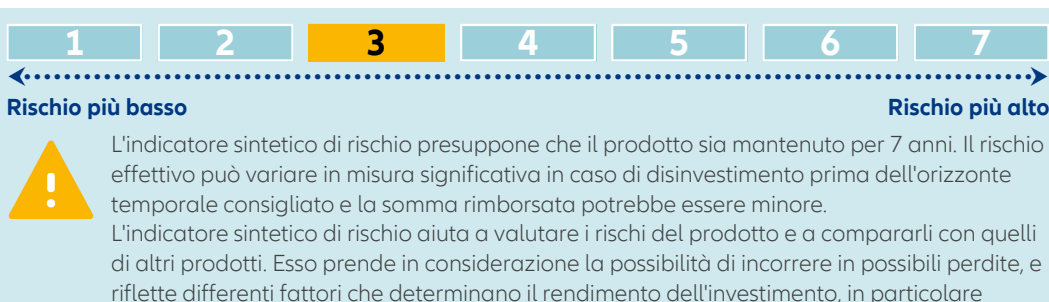 1 2 3 4 5 6 7
Rischio più basso Rischio più alto
L'indicatore sintetico di rischio presuppone che il prodotto sia mantenuto per 7 anni. Il rischio
effettivo può variare in misura significativa in caso di disinvestimento prima dell'orizzonte
temporale consigliato e la somma rimborsata potrebbe essere minore.
L'indicatore sintetico di rischio aiuta a valutare i rischi del prodotto e a compararli con quelli
di altri prodotti. Esso prende in considerazione la possibilità di incorrere in possibili perdite, e
riflette differenti fattori che determinano il rendimento dell'investimento, in particolare